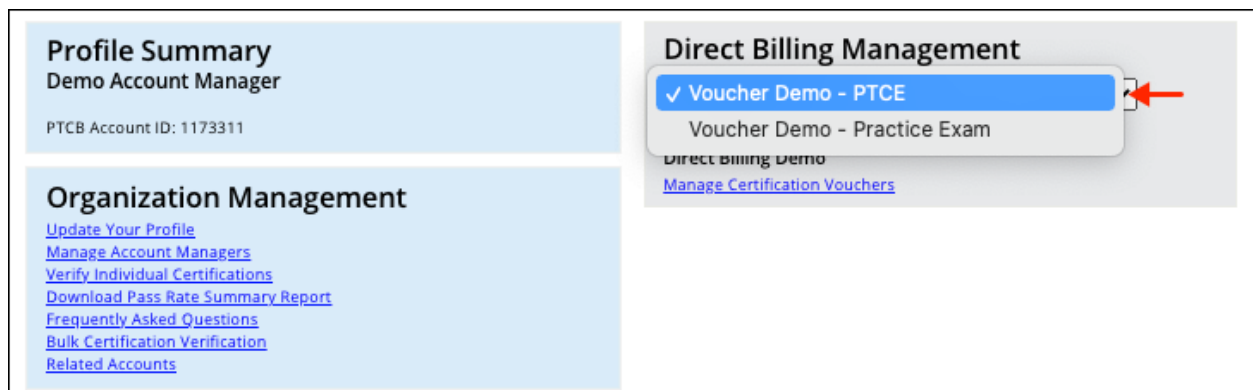 Profile Summary
Demo Account Manager
PTCB Account ID: 1173311
Organization Management
Update Your Profile
Manage Account Managers
Verify Individual Certifications
Download Pass Rate Summary Report
Frequently Asked Questions
Bulk Certification Verification
Related Accounts
Direct Billing Management
✓ Voucher Demo - PTCE
Voucher Demo - Practice Exam
Direct Billing Demo
Manage Certification Vouchers